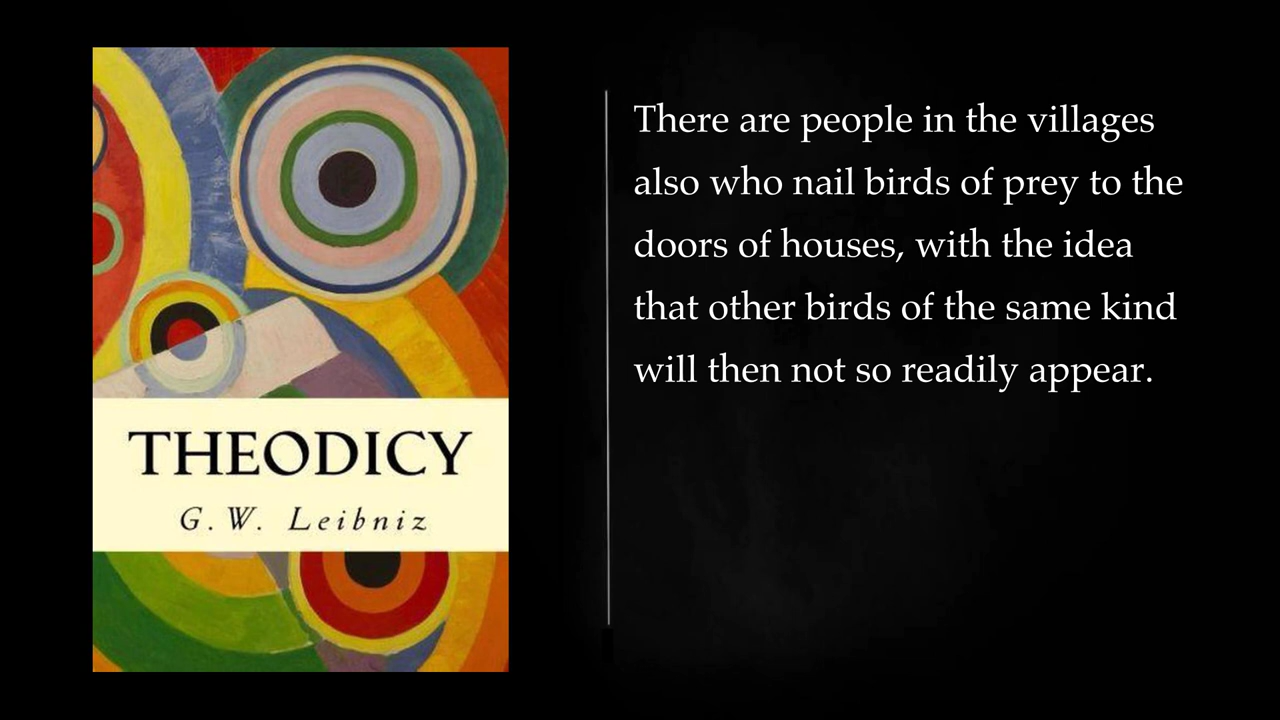 THEODICY
G. W. Leibniz
There are people in the villages
also who nail birds of prey to the
doors of houses, with the idea
that other birds of the same kind
will then not so readily appear.